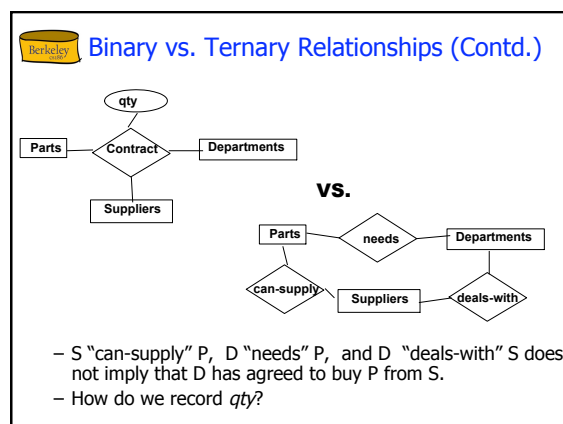 Berkeley
cs186
Binary vs. Ternary Relationships (Contd.)
qty
Parts
Contract
Departments
Suppliers
vs.
Parts
needs
Departments
can-supply
Suppliers
deals-with
– S “can-supply” P, D “needs” P, and D “deals-with” S does
not imply that D has agreed to buy P from S.
– How do we record qty?